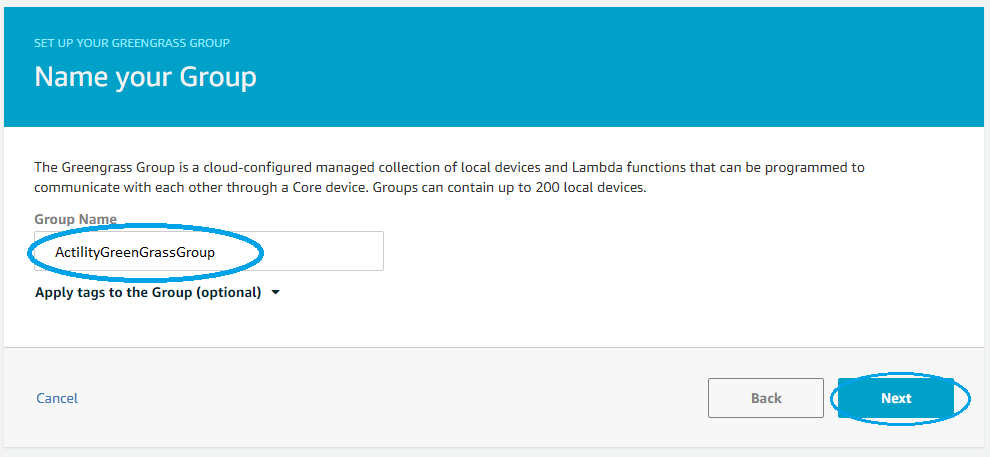 SET UP YOUR GREENGRASS GROUP
Name your Group
The Greengrass Group is a cloud-configured managed collection of local devices and Lambda functions that can be programmed to
communicate with each other through a Core device. Groups can contain up to 200 local devices.
Group Name
ActilityGreenGrassGroup
Apply tags to the Group (optional)
Cancel
Back
Next